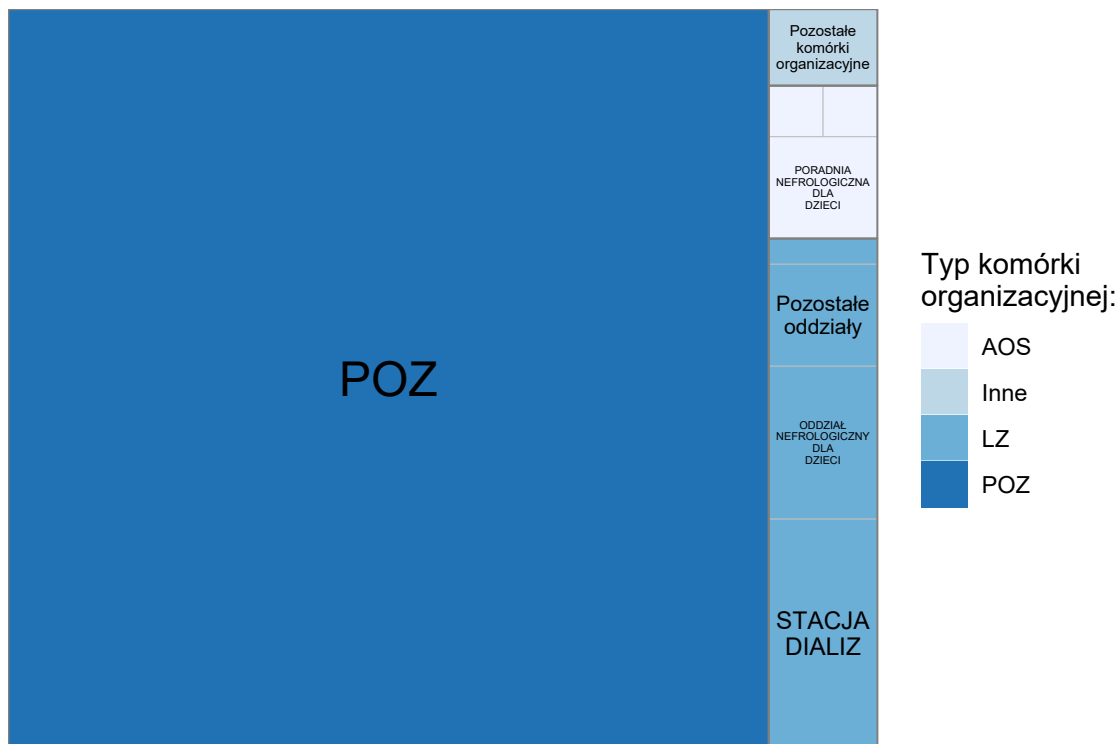 Pozostałe
komórki
organizacyjne
PORADNIA
NEFROLOGICZNA
DLA
DZIECI
Pozostałe
oddziały
POZ
ODDZIAŁ
NEFROLOGICZNY
DLA
DZIECI
STACJA
DIALIZ
Typ komórki
organizacyjnej:
AOS
Inne
LZ
POZ